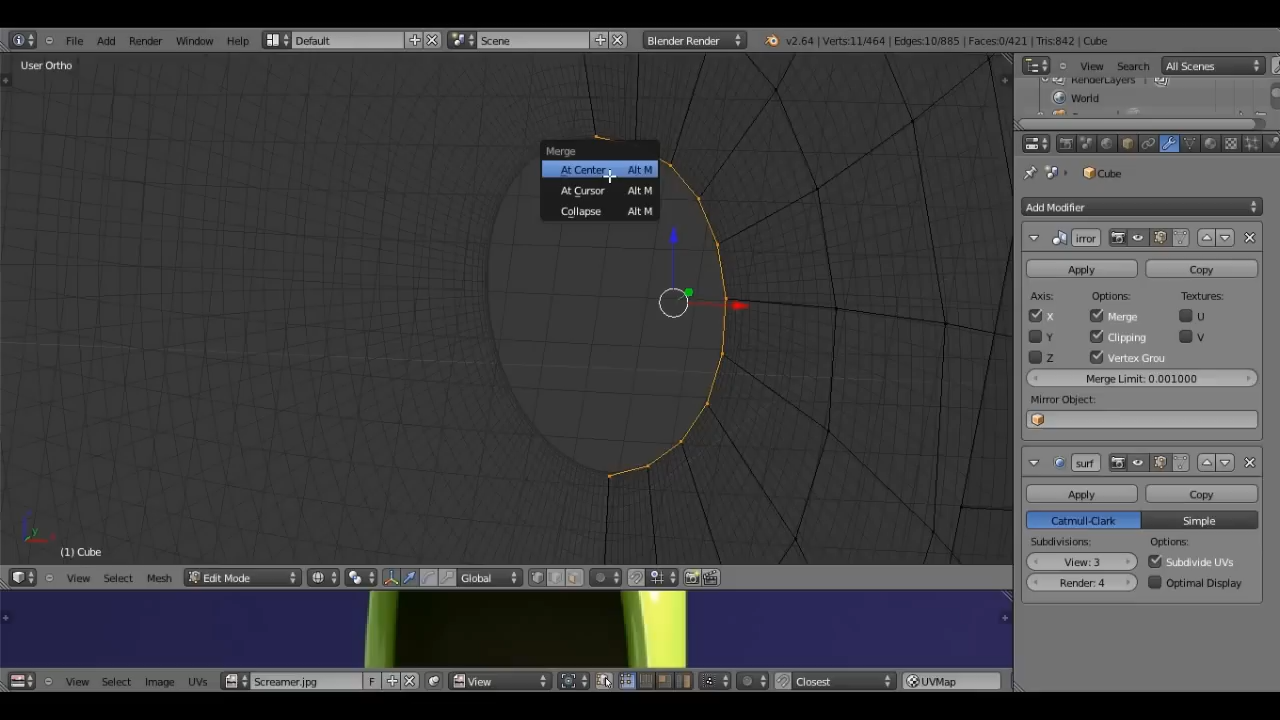 File Add Render Window Help Default Scene Blender Render v2.64 | Verts:11/464 | Edges:10/885 | Faces:0/421 | Tris:842 | Cube
User Ortho
View Search All Scenes
RenderLayers
World
Merge
At Center Alt M
At Cursor Alt M
Collapse Alt M
Cube
Add Modifier
irror
Apply Copy
Axis: Options: Textures:
X Merge U
Y Clipping V
Z Vertex Grou
Merge Limit: 0.001000
Mirror Object:
surf
Apply Copy
Catmull-Clark Simple
Subdivisions: Options:
View: 3 Subdivide UVs
Render: 4 Optimal Display
z
y
x
(1) Cube
View Select Mesh Edit Mode Global
View Select Image UVs Screamer.jpg F View Closest UVMap